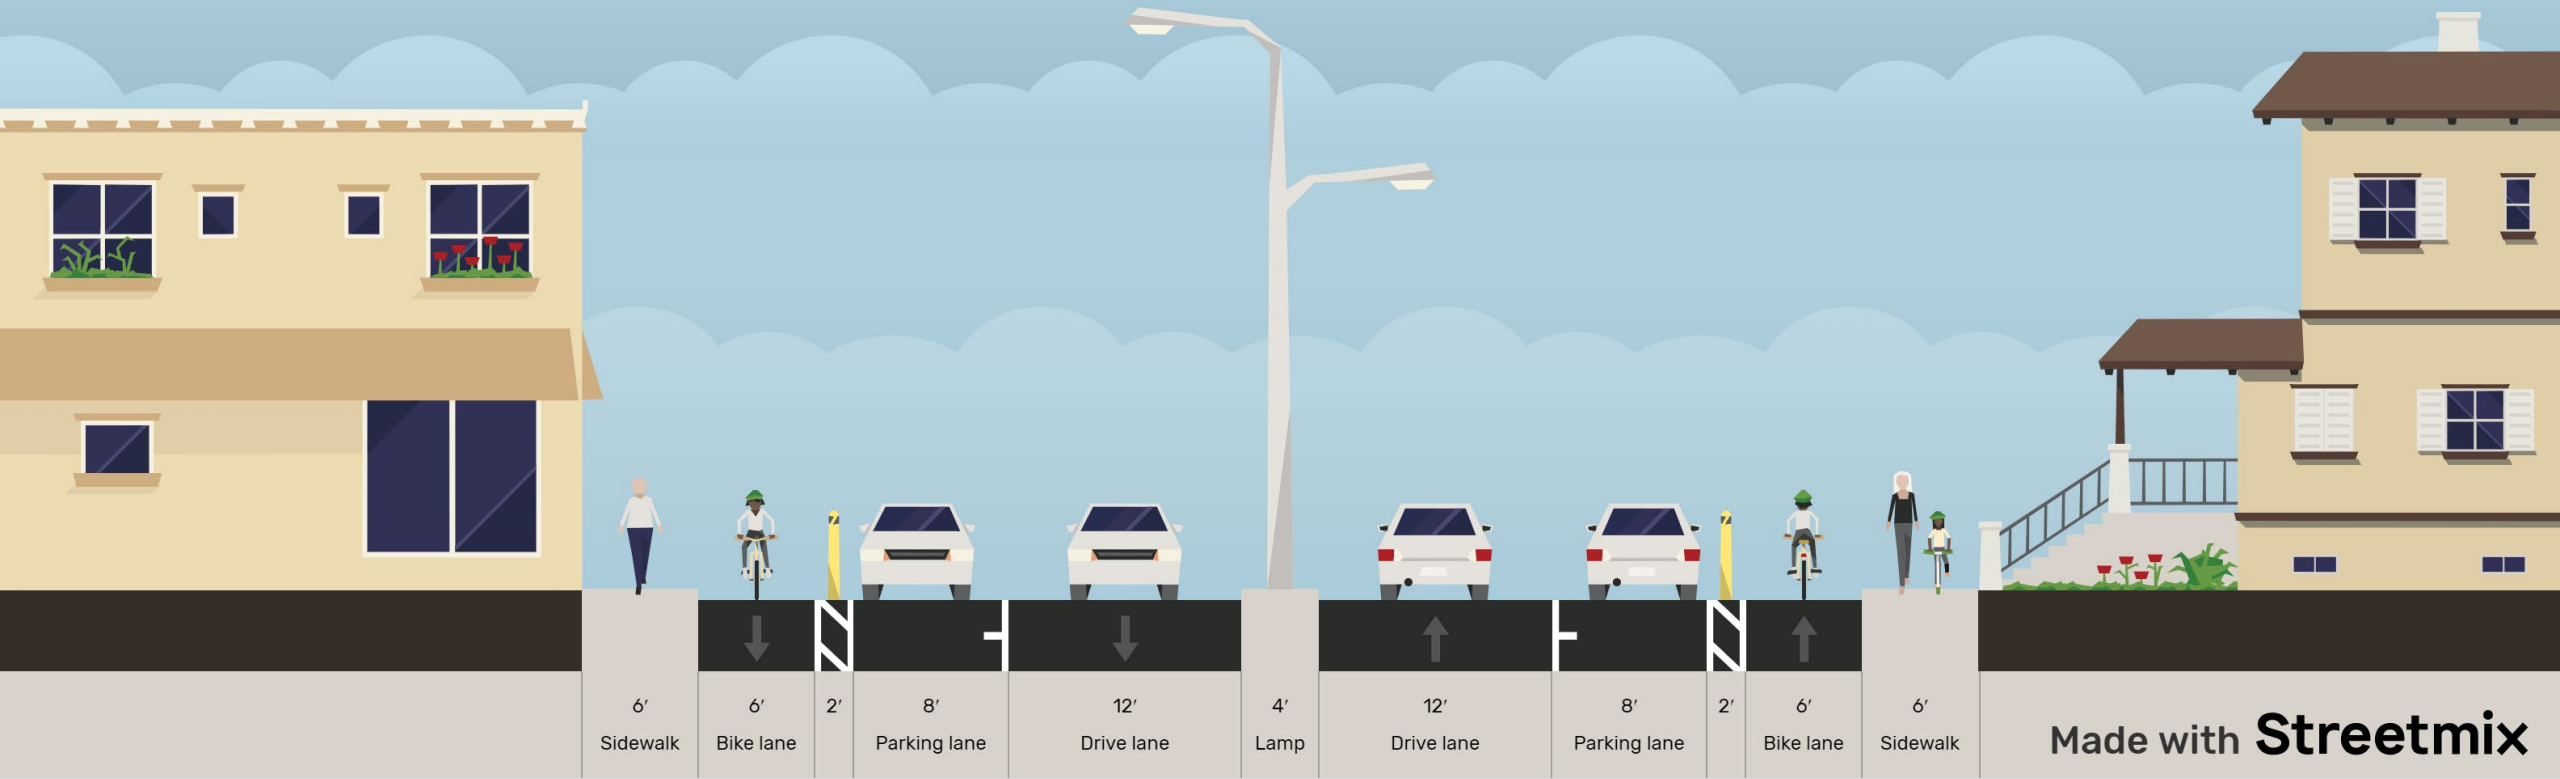 6′ 6′ 2′ 8′ 12′ 4′ 12′ 8′ 2′ 6′ 6′
Sidewalk Bike lane Parking lane Drive lane Lamp Drive lane Parking lane Bike lane Sidewalk
Made with Streetmix